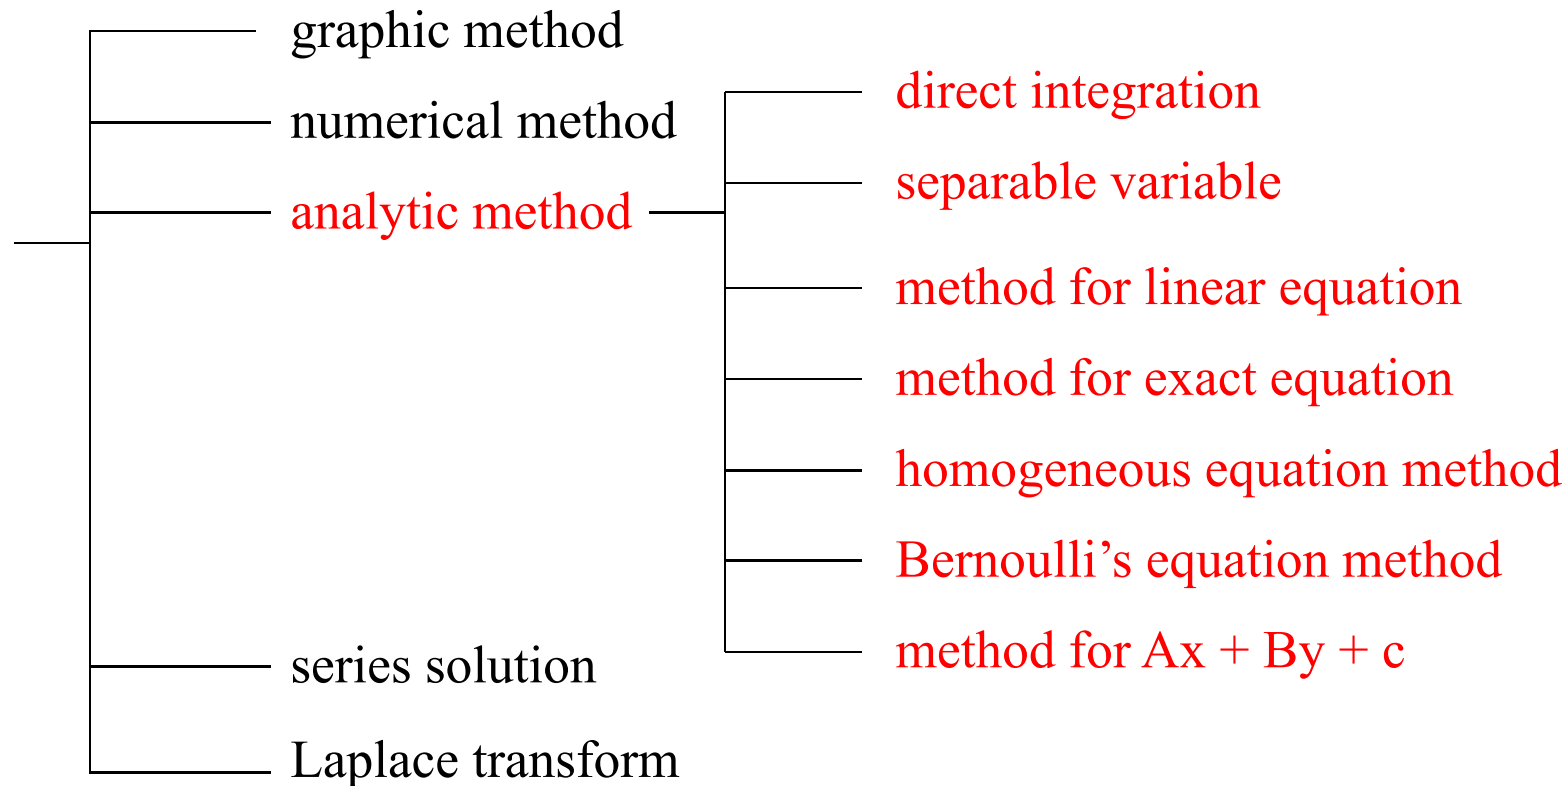 graphic method
numerical method
analytic method
series solution
Laplace transform
direct integration
separable variable
method for linear equation
method for exact equation
homogeneous equation method
Bernoulli’s equation method
method for Ax + By + c